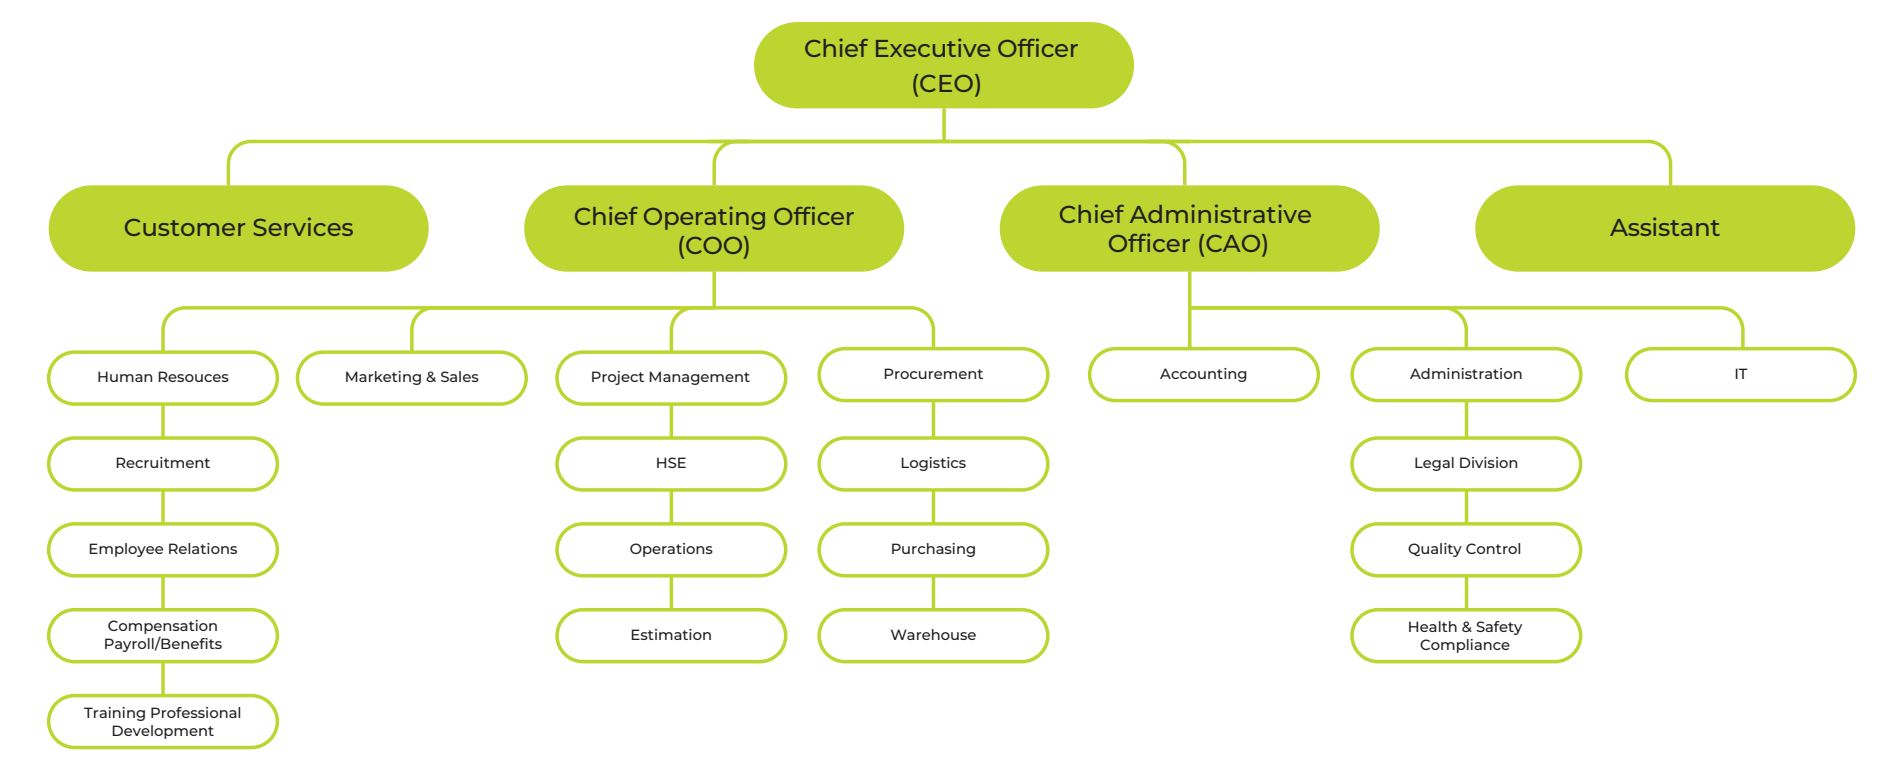 Chief Executive Officer
(CEO)
Customer Services
Chief Operating Officer
(COO)
Chief Administrative
Officer (CAO)
Assistant
Human Resouces
Marketing & Sales
Project Management
Procurement
Accounting
Administration
IT
Recruitment
HSE
Logistics
Legal Division
Employee Relations
Operations
Purchasing
Quality Control
Compensation
Payroll/Benefits
Estimation
Warehouse
Health & Safety
Compliance
Training Professional
Development